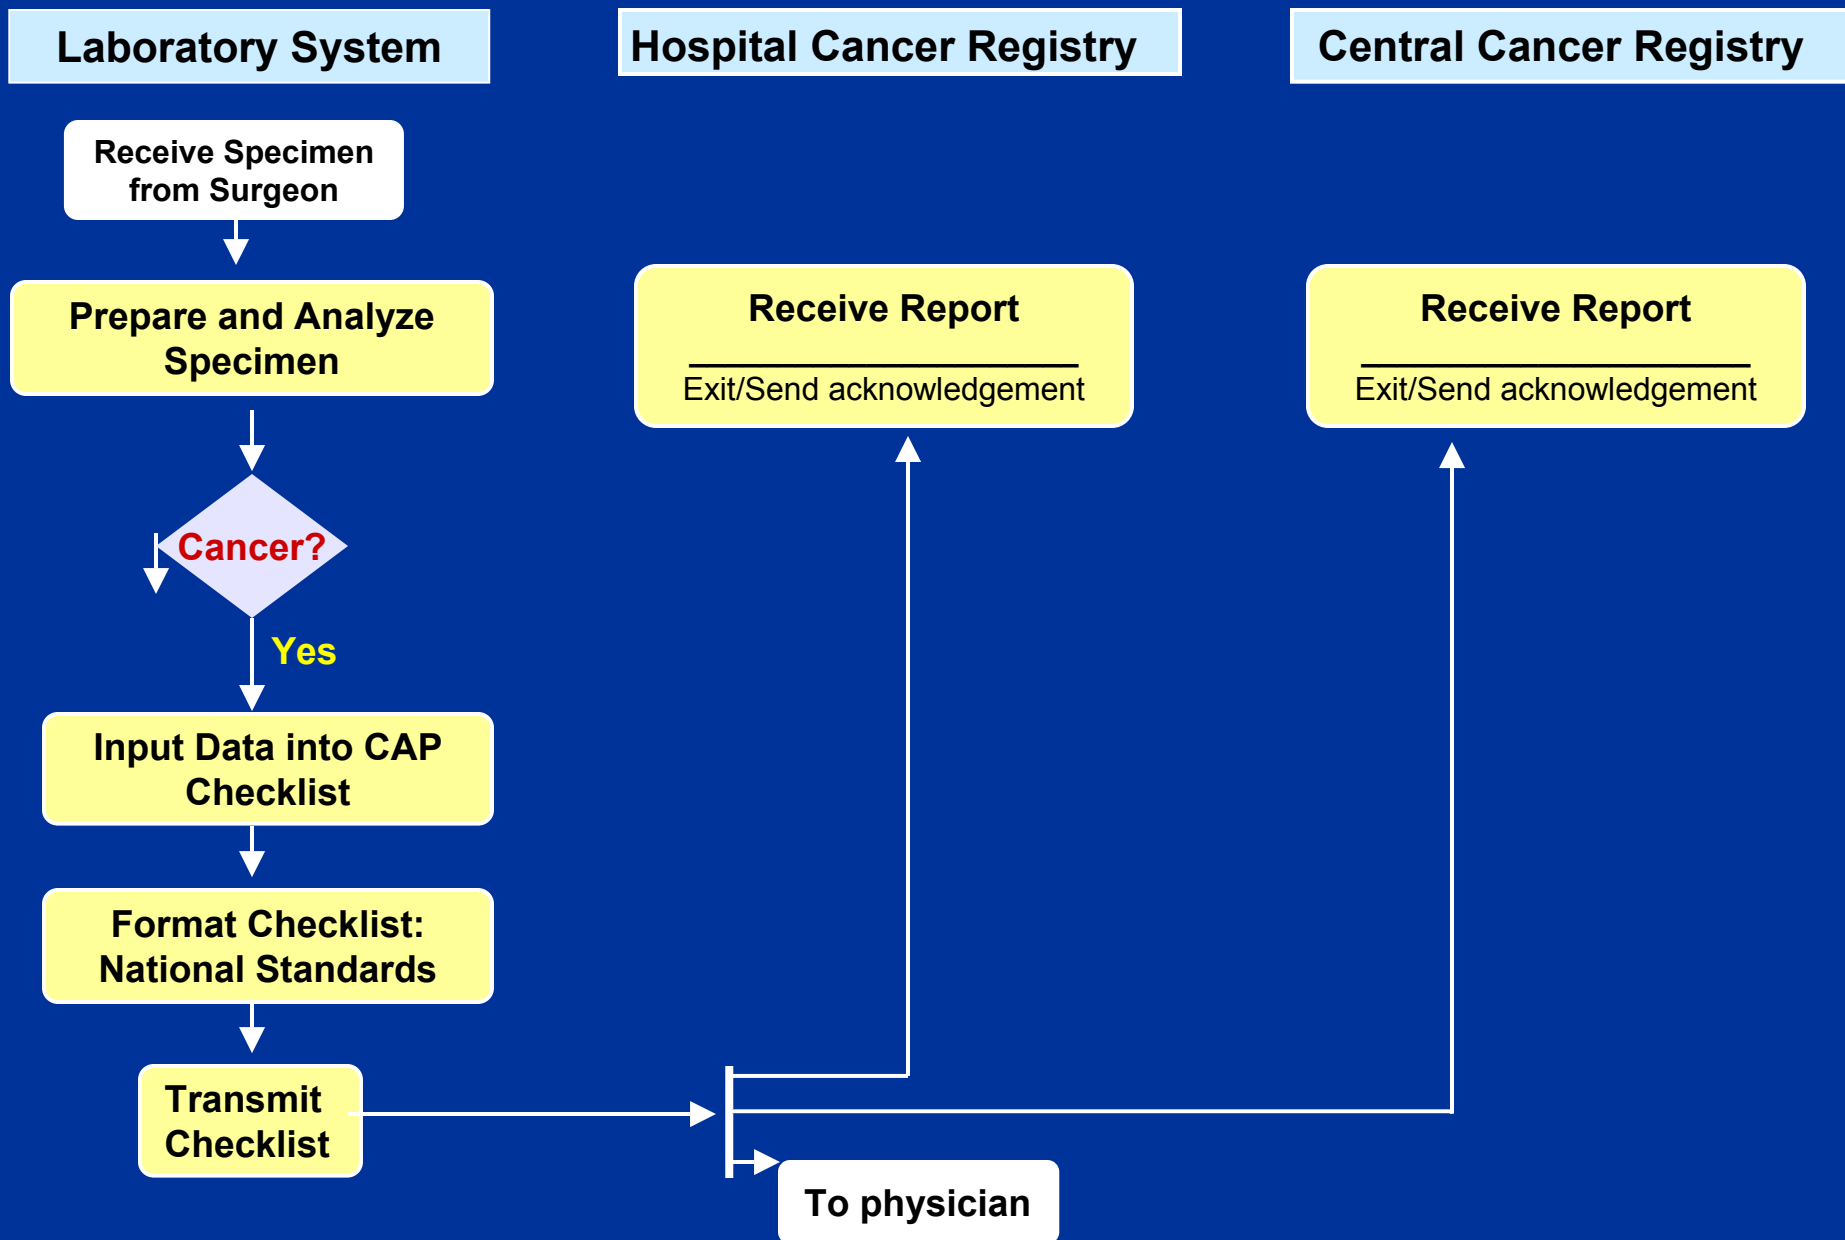 Laboratory System
Hospital Cancer Registry
Central Cancer Registry
Receive Specimen
from Surgeon
Prepare and Analyze
Specimen
Cancer?
Yes
Input Data into CAP
Checklist
Format Checklist:
National Standards
Transmit
Checklist
Receive Report
Exit/Send acknowledgement
Receive Report
Exit/Send acknowledgement
To physician